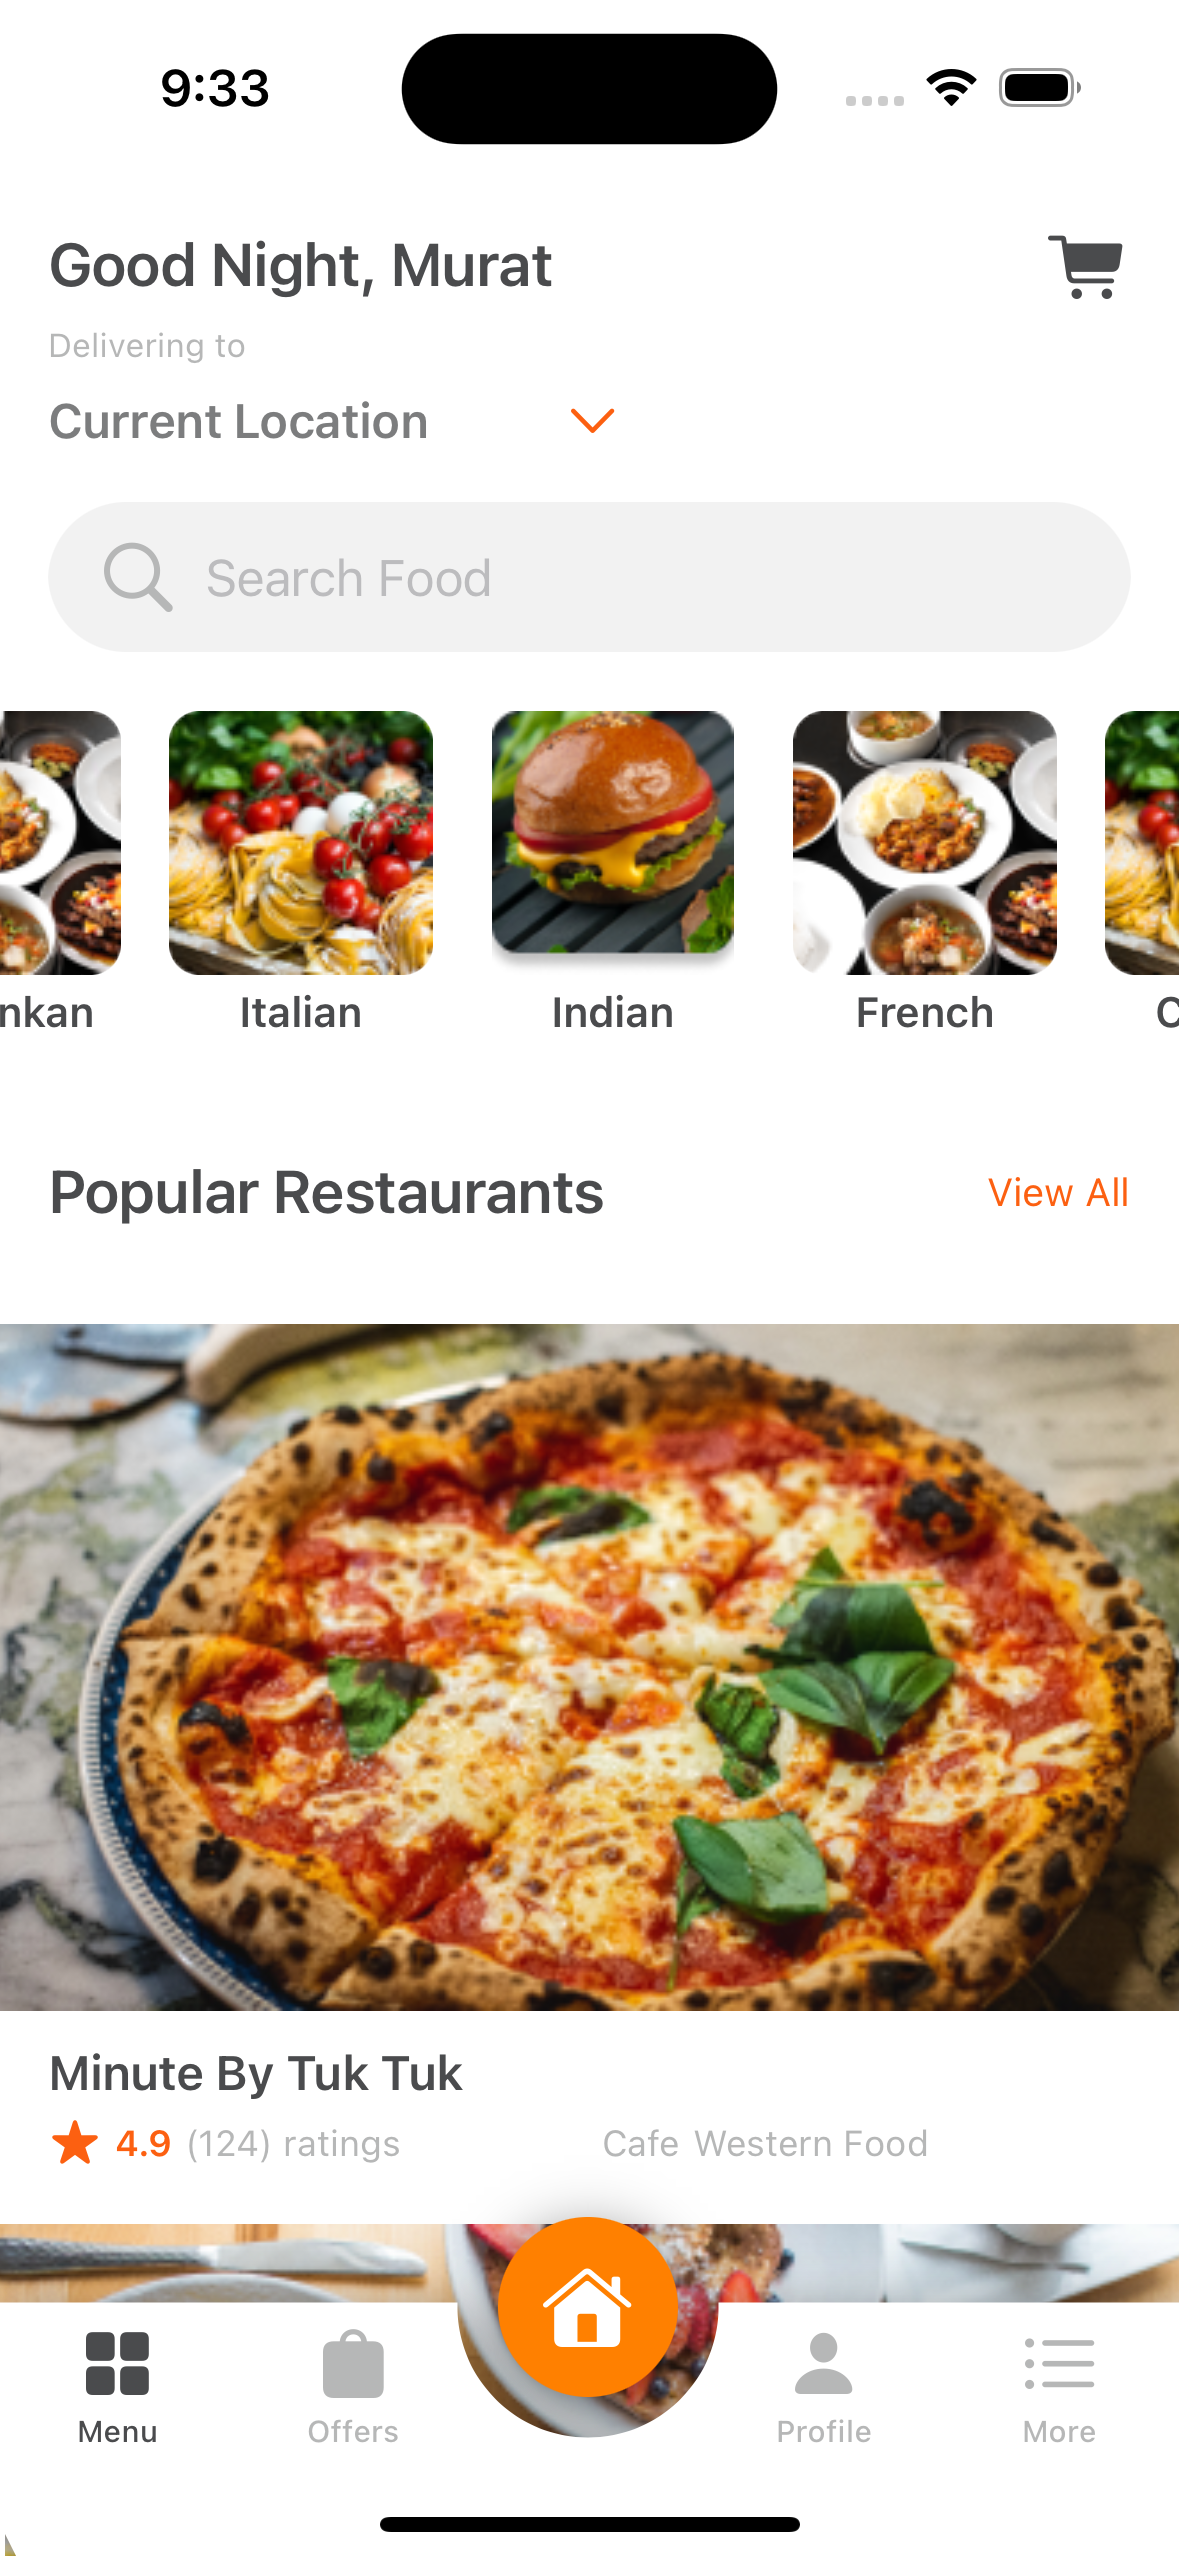 9:33
Good Night, Murat
Delivering to
Current Location
Search Food
nkan Italian Indian French C
Popular Restaurants View All
Minute By Tuk Tuk
4.9 (124) ratings Cafe Western Food
Menu Offers Profile More